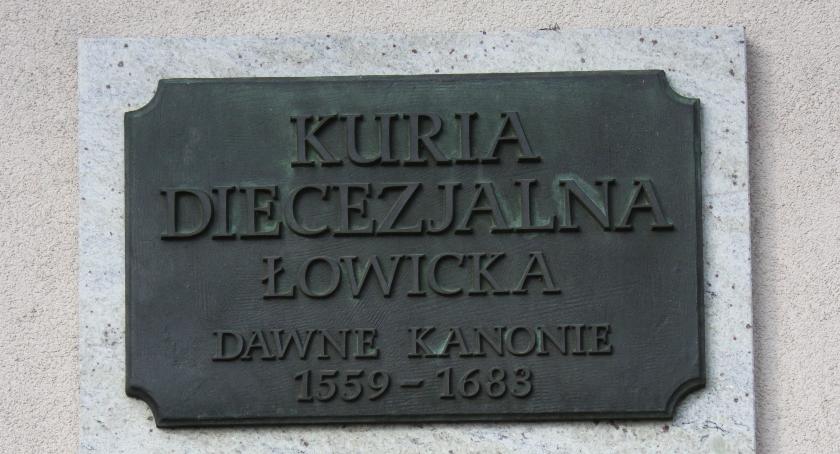 KURIA
DIECEZJALNA
ŁOWICKA
DAWNE KANONIE
1559 – 1683